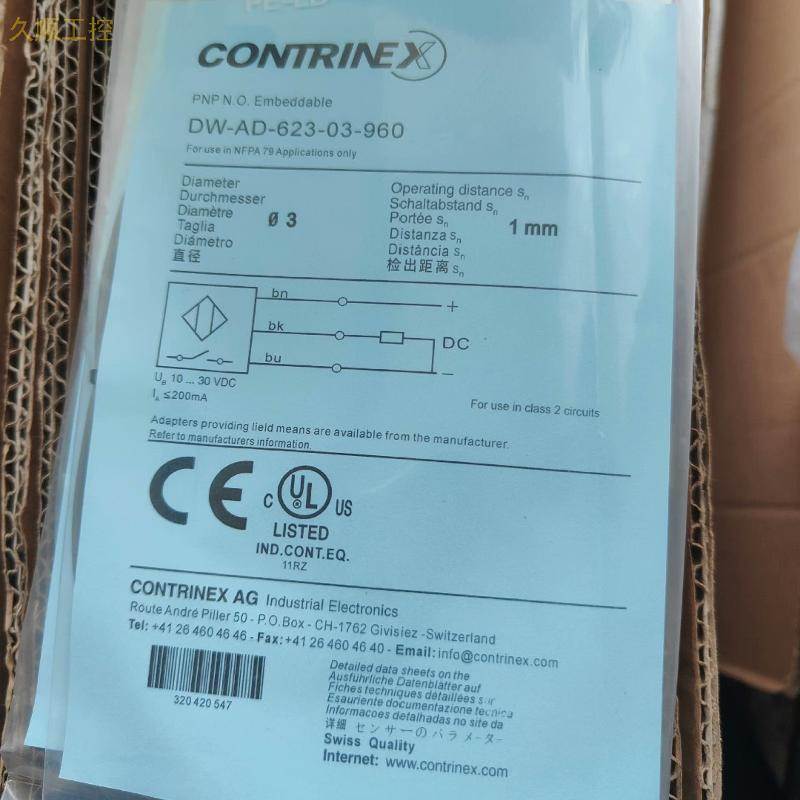 久顺工控
PE-LD
CONTRINEX
PNP N.O. Embeddable
DW-AD-623-03-960
For use in NFPA 79 Applications only
Diameter
Durchmesser
Diamètre
Taglia
Diámetro
直径
ø 3
Operating distance sn
Schaltabstand sn
Portée sn
Distanza sn
Distância sn
检出距离 sn
1 mm
bn
+
bk
DC
bu
–
UB 10 ... 30 VDC
IA ≤200mA
For use in class 2 circuits
Adapters providing field means are available from the manufacturer.
Refer to manufacturers information.
CE
C UL US
LISTED
IND.CONT.EQ.
11RZ
CONTRINEX AG Industrial Electronics
Route André Piller 50 - P.O.Box - CH-1762 Givisiez -Switzerland
Tel: +41 26 460 46 46 - Fax: +41 26 460 46 40 - Email: info@contrinex.com
320 420 547
Detailed data sheets on the
Ausführliche Datenblätter auf
Fiches techniques détaillées sur
Esauriente documentazione tecnica
Informacoes detalhadas no site da
详细 センサーのパラメーター
Swiss Quality
Internet: www.contrinex.com